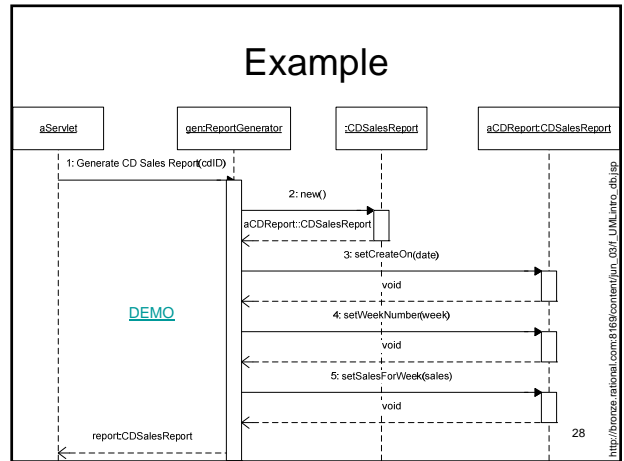 Example
aServlet
gen:ReportGenerator
:CDSalesReport
aCDReport:CDSalesReport
1: Generate CD Sales Report(cdID)
2: new()
aCDReport::CDSalesReport
3: setCreateOn(date)
void
DEMO
4: setWeekNumber(week)
void
5: setSalesForWeek(sales)
void
report:CDSalesReport
28
http://bronze.rational.com:8169/content/jun_03/f_UMLintro_db.jsp